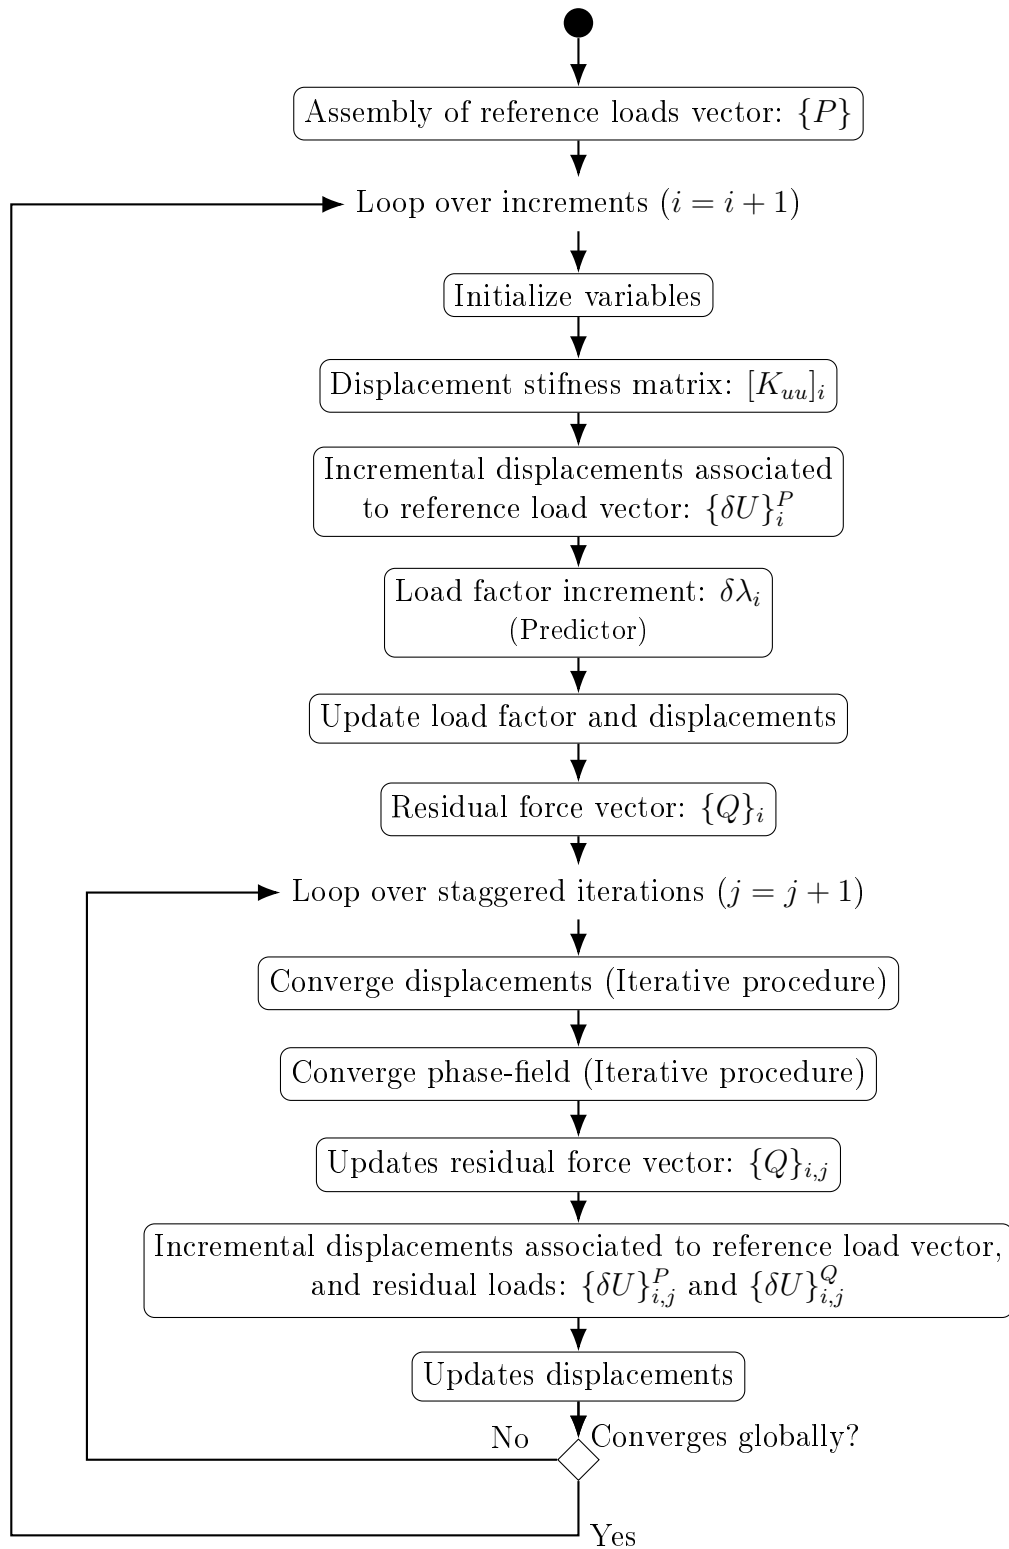 Assembly of reference loads vector: {P}
Loop over increments (i = i + 1)
Initialize variables
Displacement stifness matrix: [K_{uu}]_i
Incremental displacements associated
to reference load vector: {δU}_i^P
Load factor increment: δλ_i
(Predictor)
Update load factor and displacements
Residual force vector: {Q}_i
Loop over staggered iterations (j = j + 1)
Converge displacements (Iterative procedure)
Converge phase-field (Iterative procedure)
Updates residual force vector: {Q}_{i,j}
Incremental displacements associated to reference load vector,
and residual loads: {δU}_{i,j}^P and {δU}_{i,j}^Q
Updates displacements
No
Converges globally?
Yes